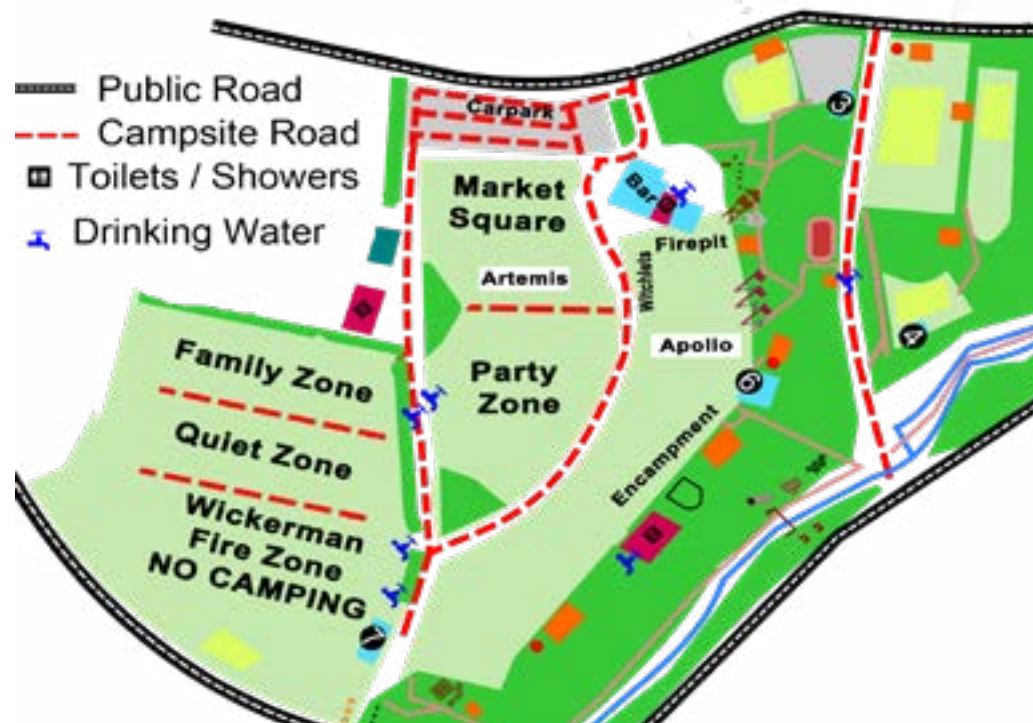 Public Road
Campsite Road
Toilets / Showers
Drinking Water
Carpark
Market
Square
Bar
Firepit
Witchlets
Artemis
Apollo
Party
Zone
Family Zone
Quiet Zone
Encampment
Wickerman
Fire Zone
NO CAMPING